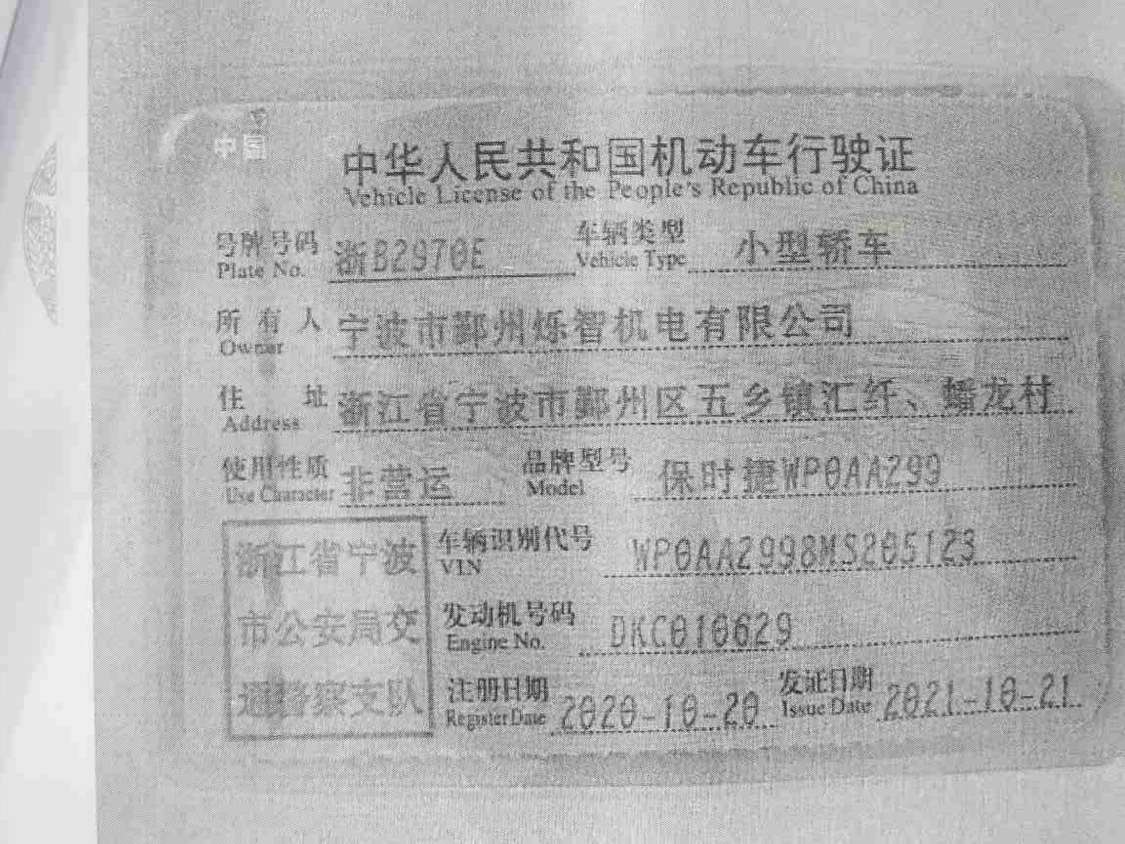 中国
中华人民共和国机动车行驶证
Vehicle License of the People's Republic of China
号牌号码 浙B2970E 车辆类型 小型轿车
Plate No. Vehicle Type
所有人 宁波市鄞州烁智机电有限公司
Owner
住址 浙江省宁波市鄞州区五乡镇汇纤、蟠龙村
Address
使用性质 非营运 品牌型号 保时捷WP0AA299
Use Character Model
浙江省宁波 车辆识别代号 WP0AA2998MS205123
VIN
市公安局交 发动机号码 DKC010629
Engine No.
通警察支队 注册日期 2020-10-20 发证日期 2021-10-21
Register Date Issue Date